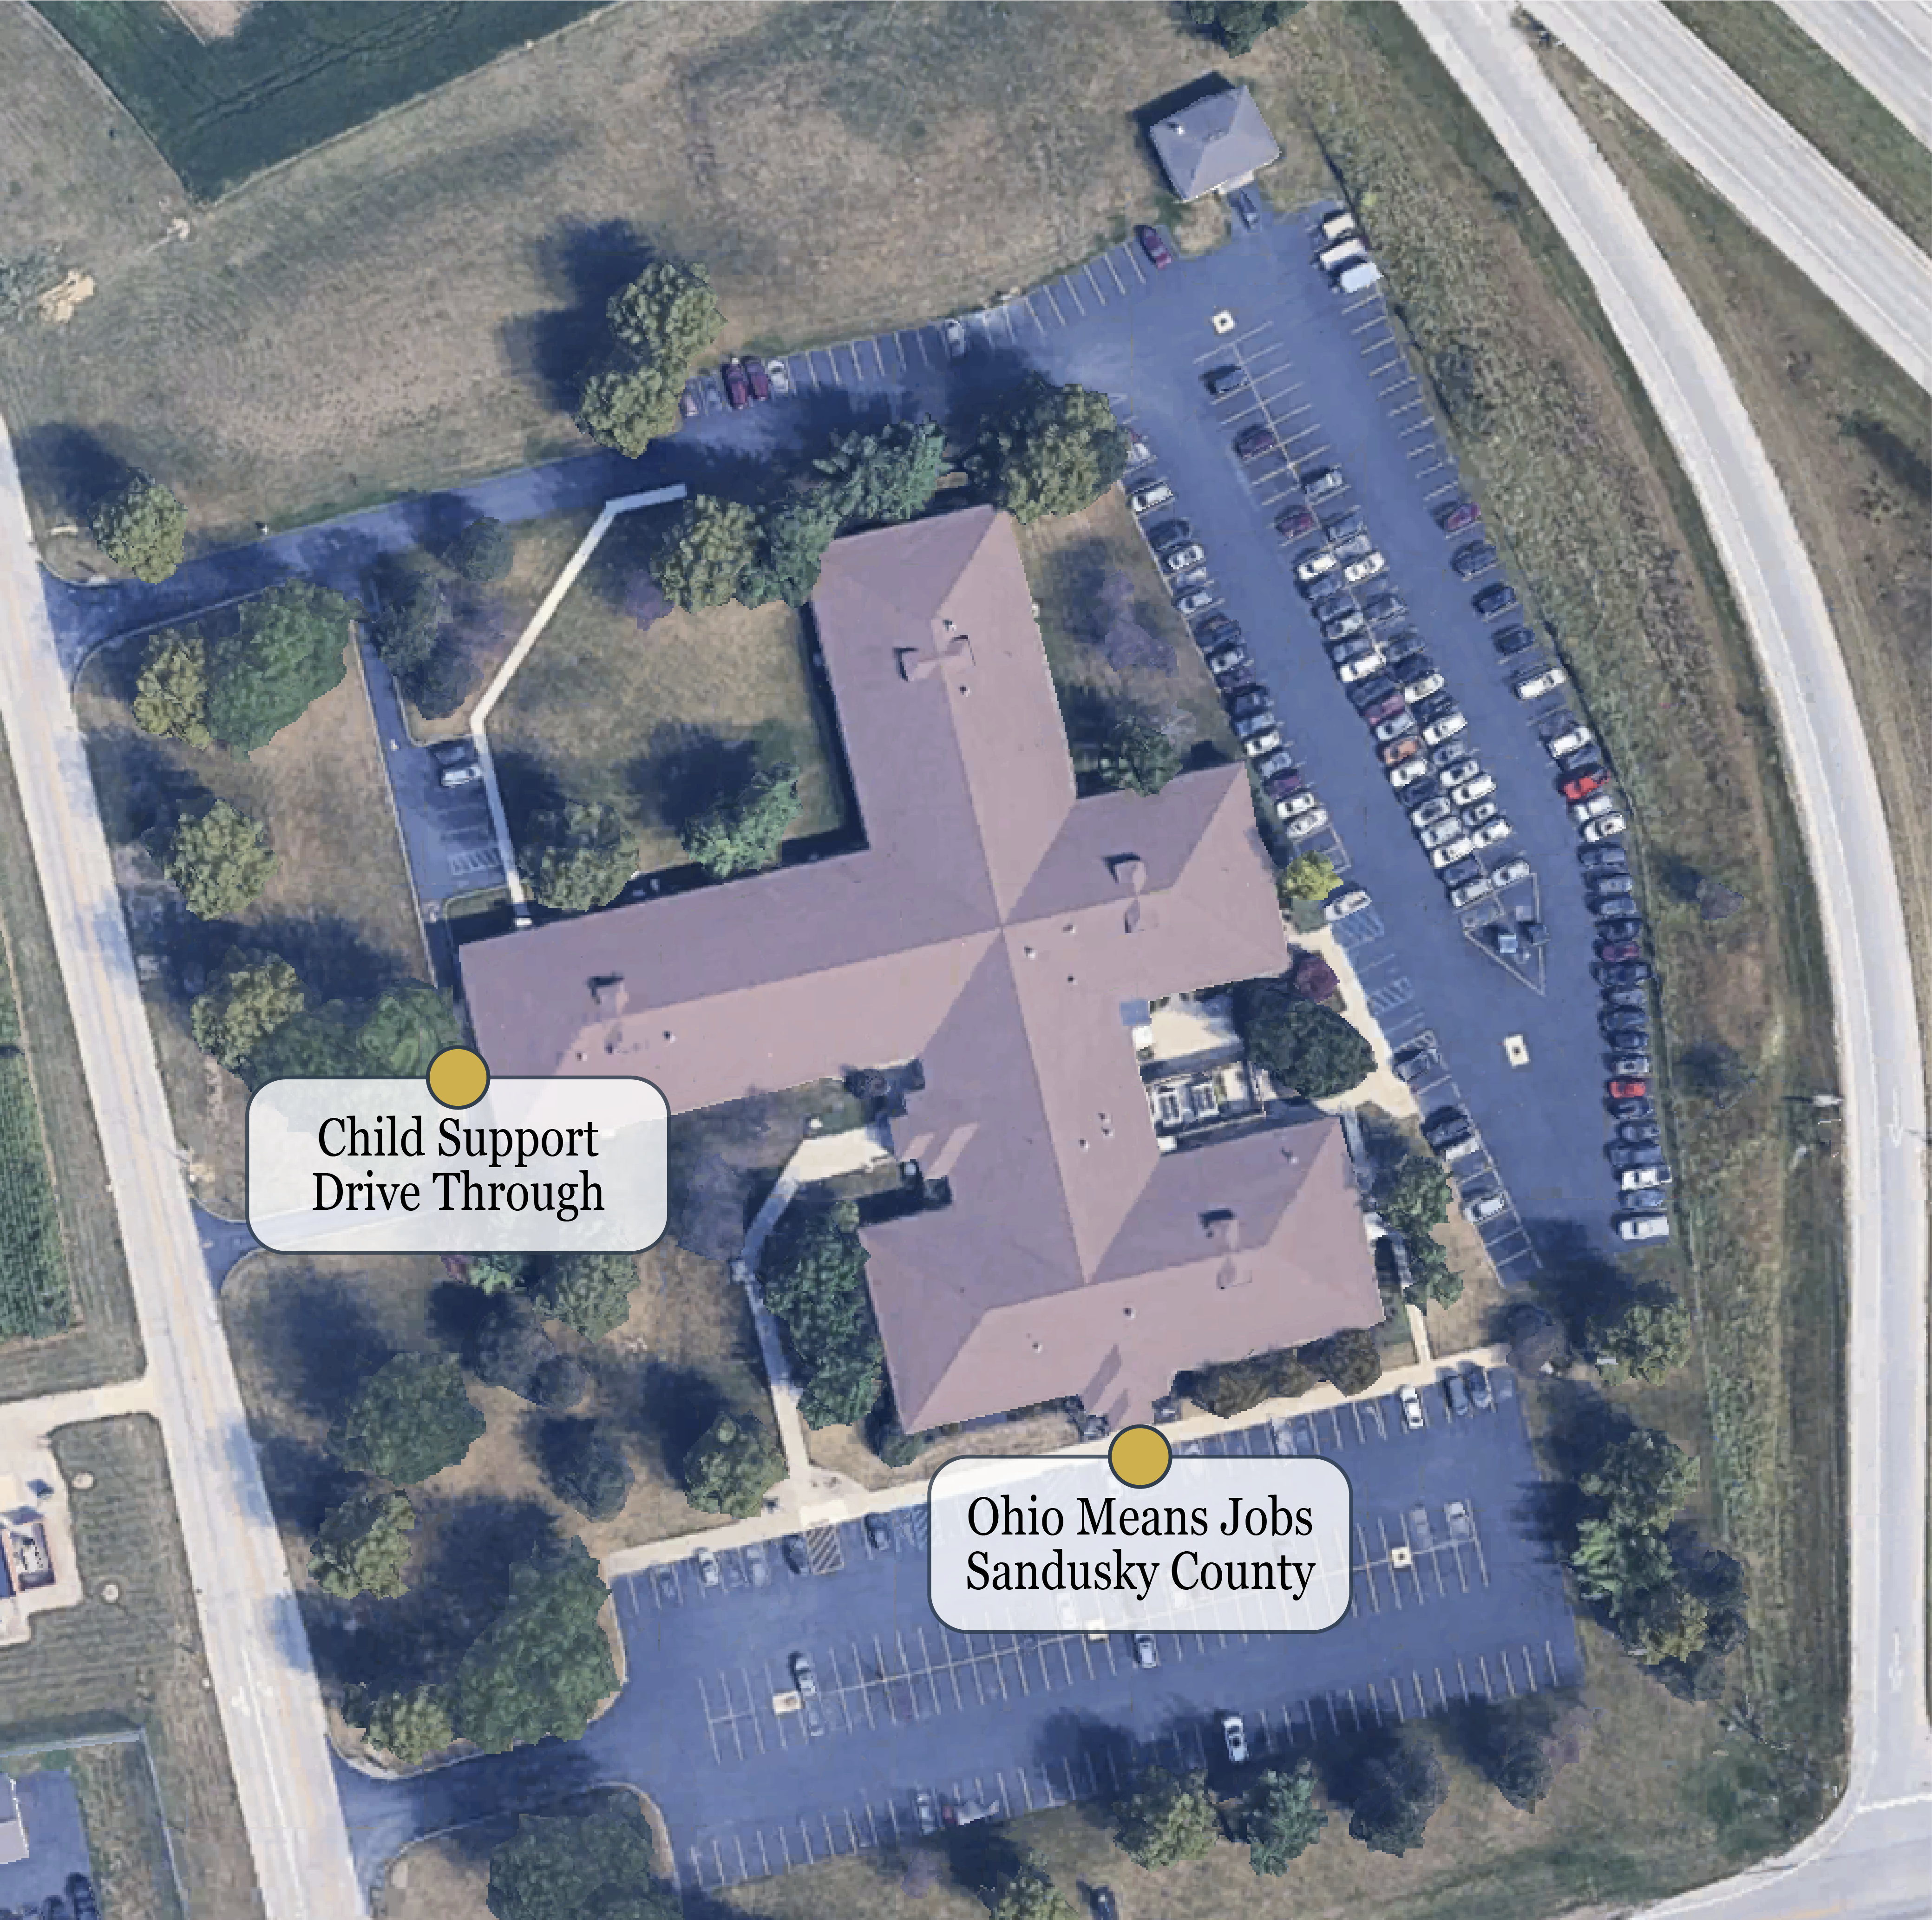 Child Support
Drive Through
Ohio Means Jobs
Sandusky County